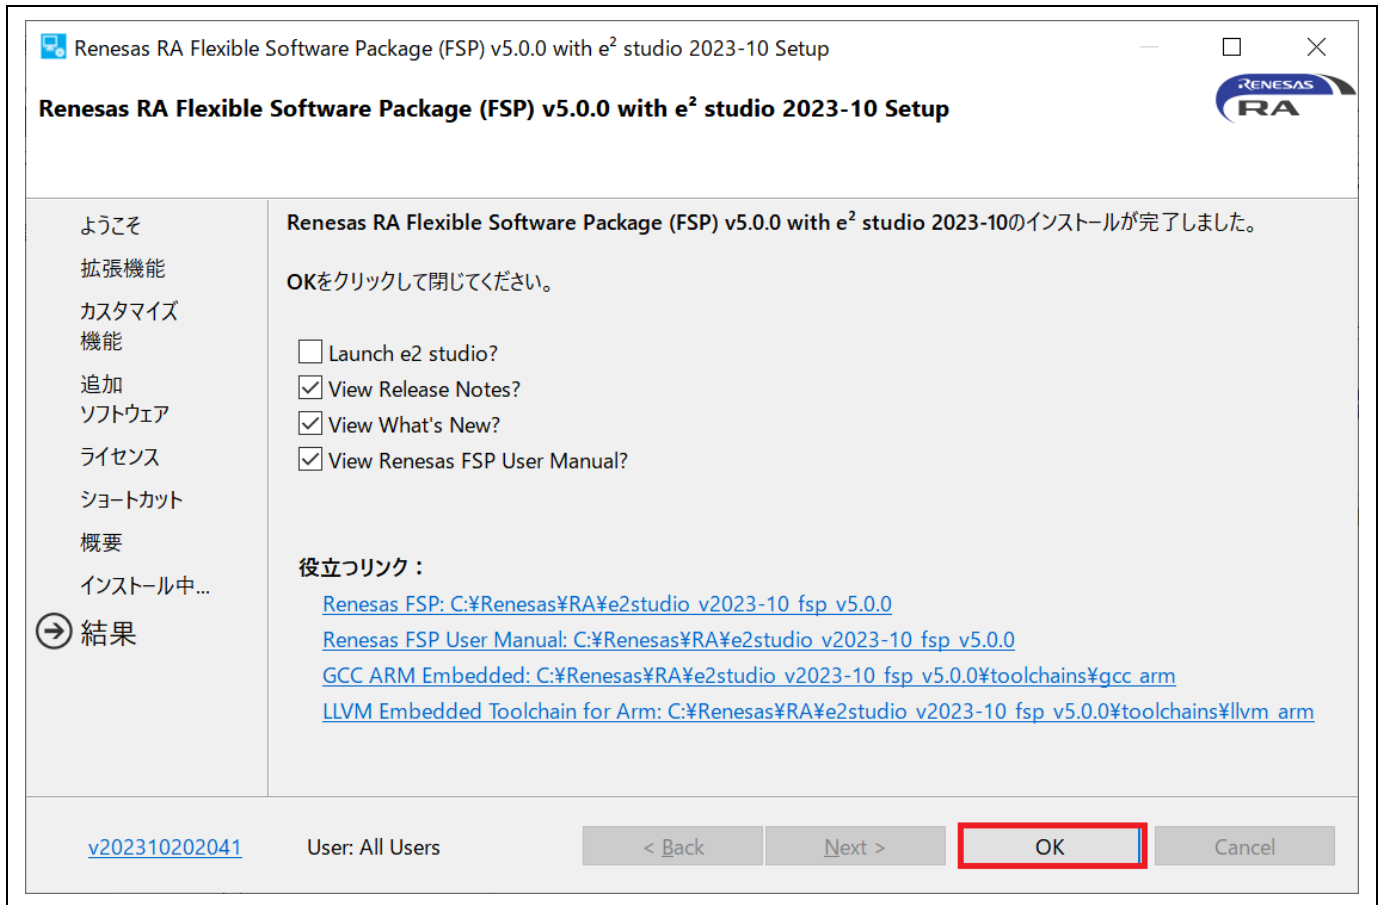 Renesas RA Flexible Software Package (FSP) v5.0.0 with e² studio 2023-10 Setup
RENESAS
RA
Renesas RA Flexible Software Package (FSP) v5.0.0 with e² studio 2023-10 Setup
ようこそ
拡張機能
カスタマイズ
機能
追加
ソフトウェア
ライセンス
ショートカット
概要
インストール中...
結果
Renesas RA Flexible Software Package (FSP) v5.0.0 with e² studio 2023-10のインストールが完了しました。
OKをクリックして閉じてください。
Launch e2 studio?
View Release Notes?
View What's New?
View Renesas FSP User Manual?
役立つリンク：
Renesas FSP: C:¥Renesas¥RA¥e2studio_v2023-10_fsp_v5.0.0
Renesas FSP User Manual: C:¥Renesas¥RA¥e2studio_v2023-10_fsp_v5.0.0
GCC ARM Embedded: C:¥Renesas¥RA¥e2studio_v2023-10_fsp_v5.0.0¥toolchains¥gcc_arm
LLVM Embedded Toolchain for Arm: C:¥Renesas¥RA¥e2studio_v2023-10_fsp_v5.0.0¥toolchains¥llvm_arm
v202310202041
User: All Users
< Back
Next >
OK
Cancel